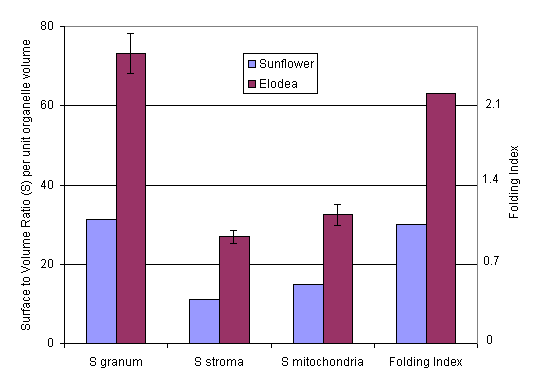 Surface to Volume Ratio (S) per unit organelle volume
80
60
40
20
0
Sunflower
Elodea
2.1
1.4
0.7
0
Folding Index
S granum
S stroma
S mitochondria
Folding Index